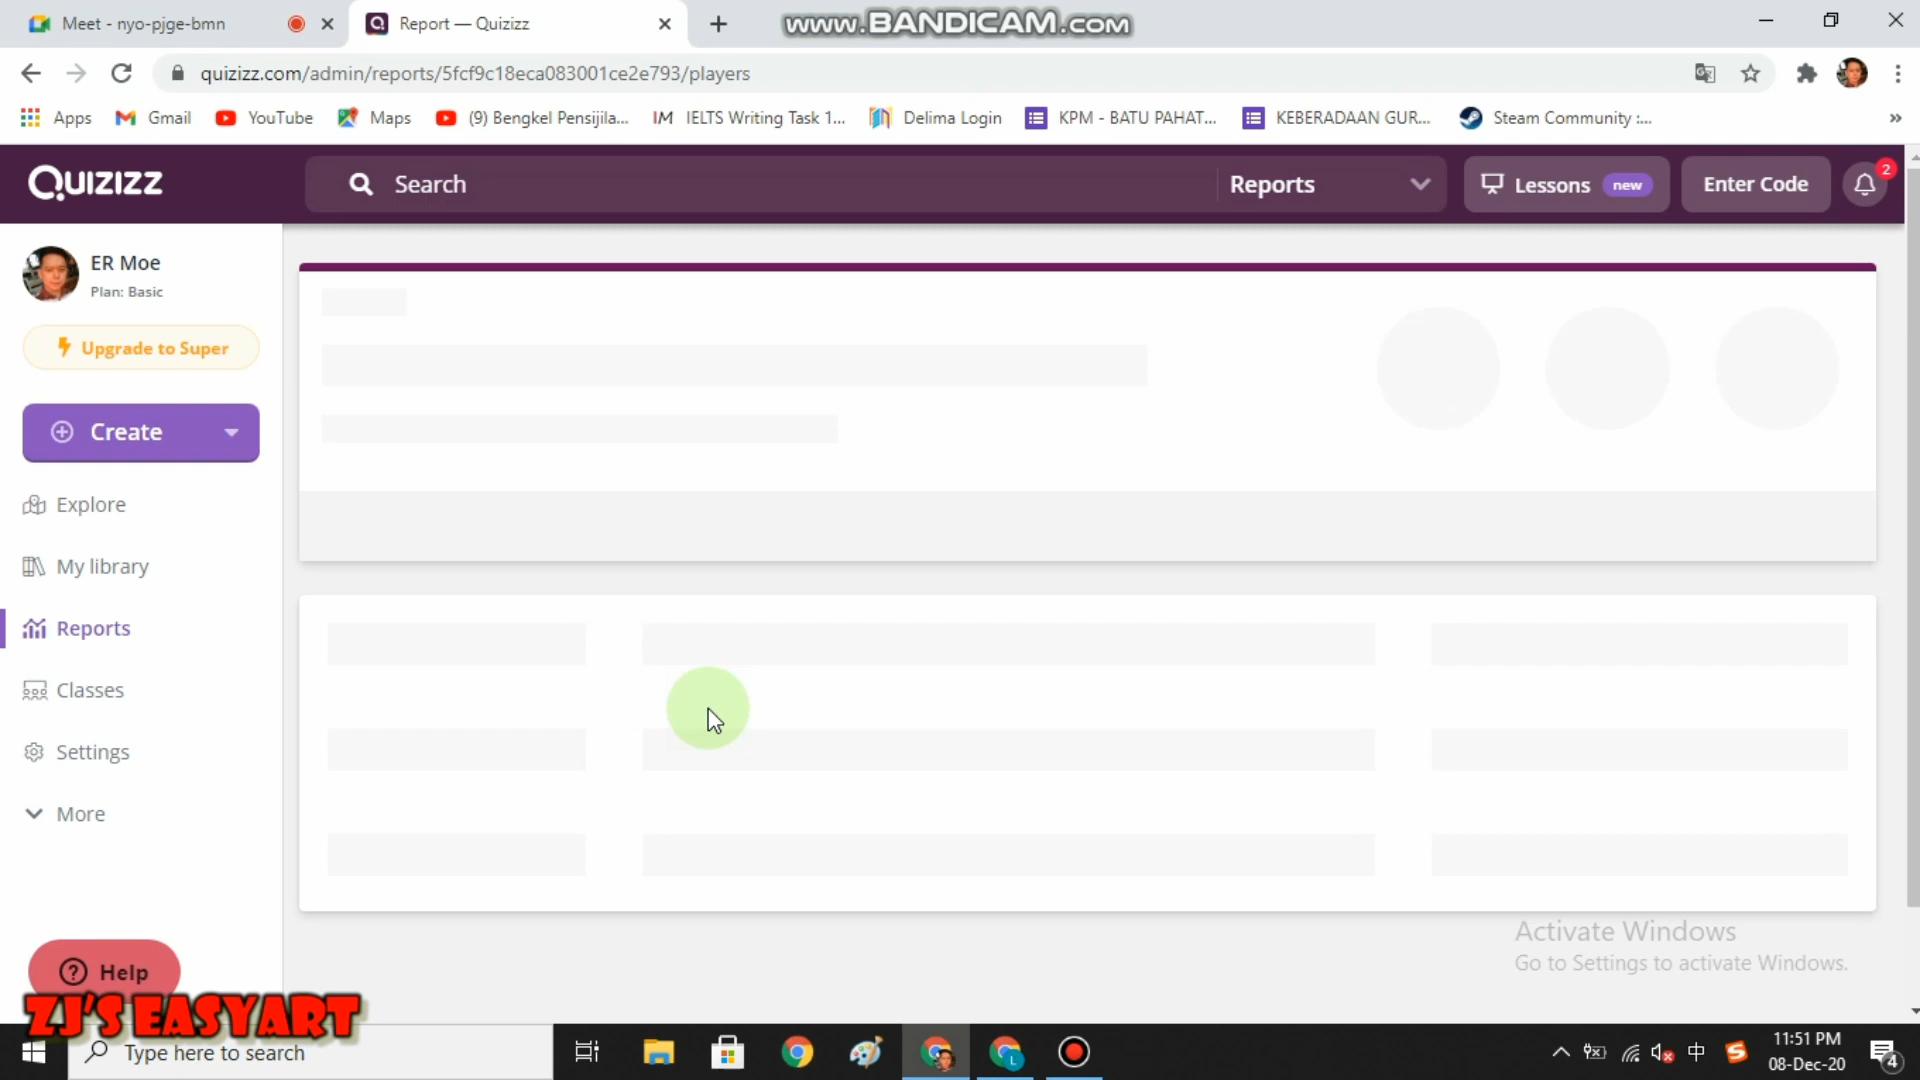 Meet - nyo-pjge-bmn
Report — Quizizz
www.BANDICAM.com
quizizz.com/admin/reports/5fcf9c18eca083001ce2e793/players
Apps
Gmail
YouTube
Maps
(9) Bengkel Pensijila...
IM
IELTS Writing Task 1...
Delima Login
KPM - BATU PAHAT...
KEBERADAAN GUR...
Steam Community :...
Quizizz
Search
Reports
Lessons
new
Enter Code
2
ER Moe
Plan: Basic
Upgrade to Super
Create
Explore
My library
Reports
Classes
Settings
More
Activate Windows
Go to Settings to activate Windows.
Help
ZJ'S EASYART
Type here to search
L
中
11:51 PM
08-Dec-20
4